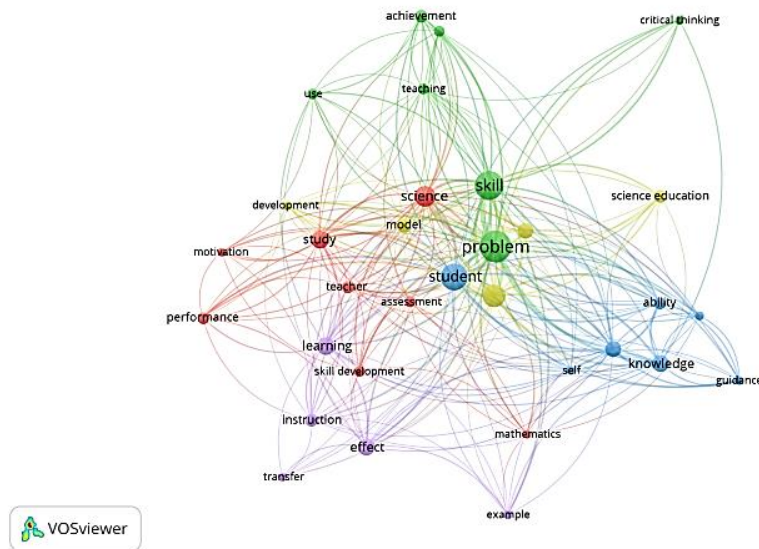 achievement
critical thinking
use
teaching
skill
science
science education
development
model
study
problem
motivation
student
teacher
assessment
ability
performance
learning
skill development
self
knowledge
guidance
instruction
mathematics
effect
transfer
example
VOSviewer